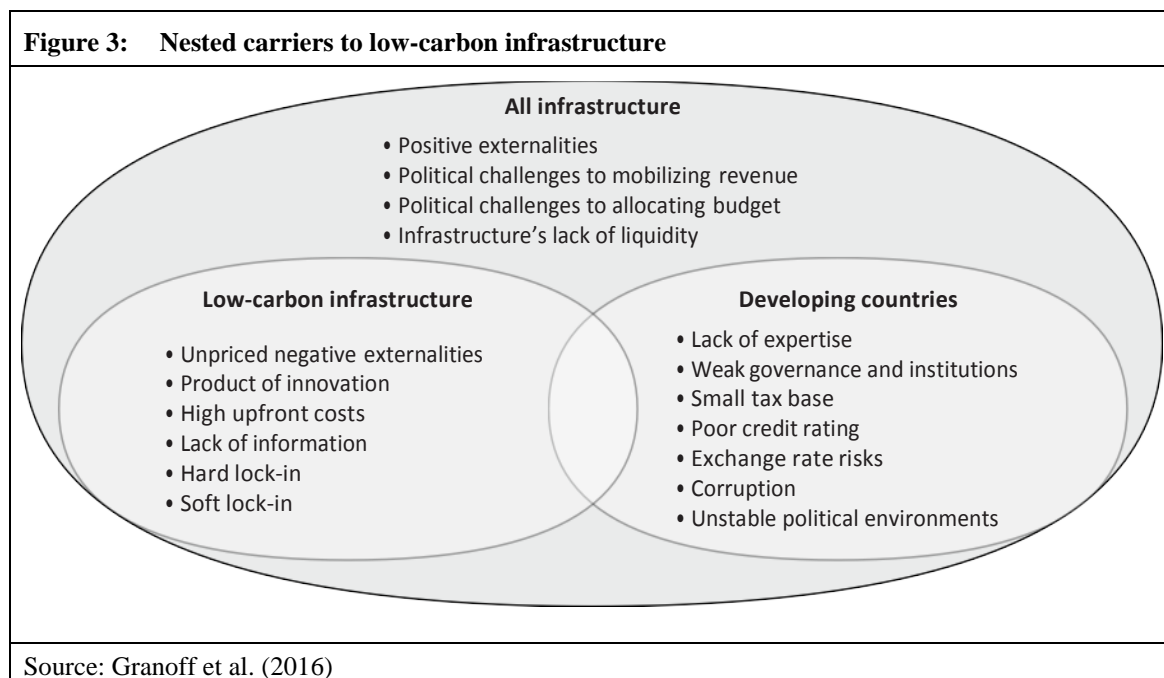 Figure 3: Nested carriers to low-carbon infrastructure
All infrastructure
• Positive externalities
• Political challenges to mobilizing revenue
• Political challenges to allocating budget
• Infrastructure’s lack of liquidity
Low-carbon infrastructure
• Unpriced negative externalities
• Product of innovation
• High upfront costs
• Lack of information
• Hard lock-in
• Soft lock-in
Developing countries
• Lack of expertise
• Weak governance and institutions
• Small tax base
• Poor credit rating
• Exchange rate risks
• Corruption
• Unstable political environments
Source: Granoff et al. (2016)